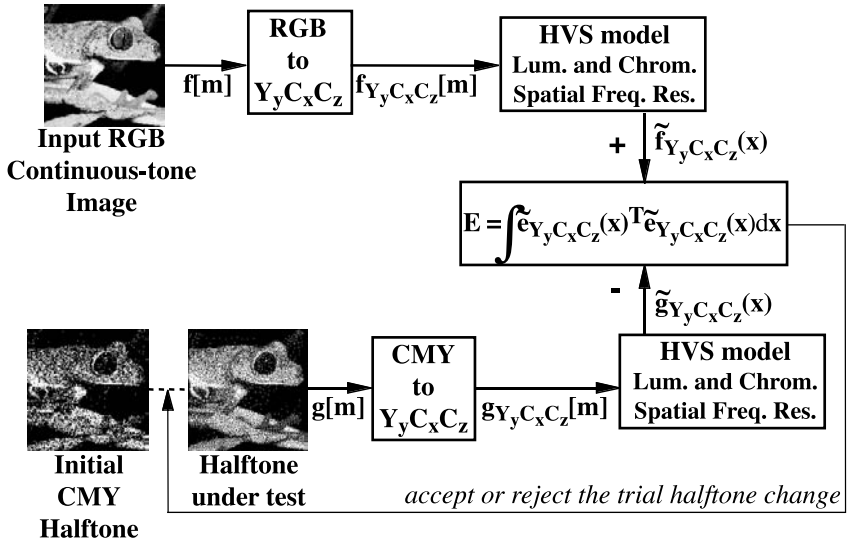 RGB
to
YyCxCz
HVS model
Lum. and Chrom.
Spatial Freq. Res.
f[m]
fYyCxCz[m]
Input RGB
Continuous-tone
Image
+
f̃YyCxCz(x)
E = ∫ẽYyCxCz(x)ᵀẽYyCxCz(x)dx
-
g̃YyCxCz(x)
CMY
to
YyCxCz
HVS model
Lum. and Chrom.
Spatial Freq. Res.
g[m]
gYyCxCz[m]
Initial
CMY
Halftone
Halftone
under test
accept or reject the trial halftone change